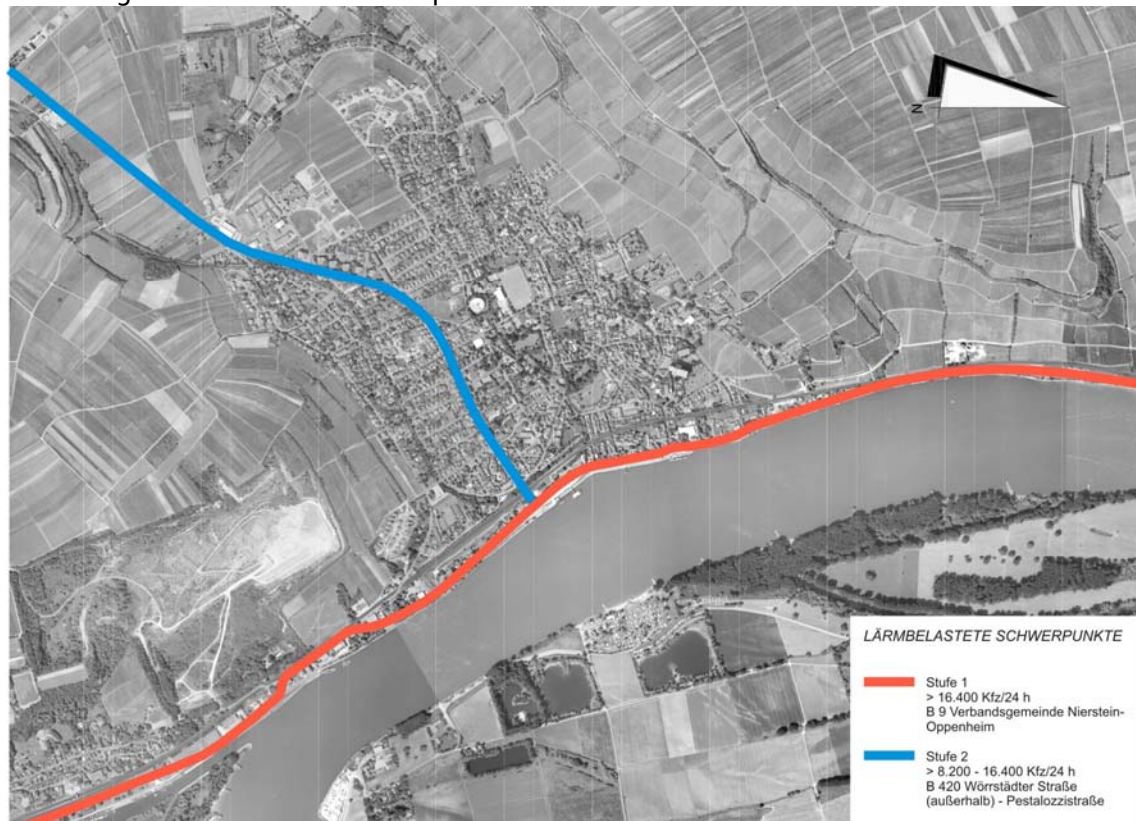 N
LÄRMBELASTETE SCHWERPUNKTE
Stufe 1
> 16.400 Kfz/24 h
B 9 Verbandsgemeinde Nierstein-
Oppenheim
Stufe 2
> 8.200 - 16.400 Kfz/24 h
B 420 Wörrstädter Straße
(außerhalb) - Pestalozzistraße